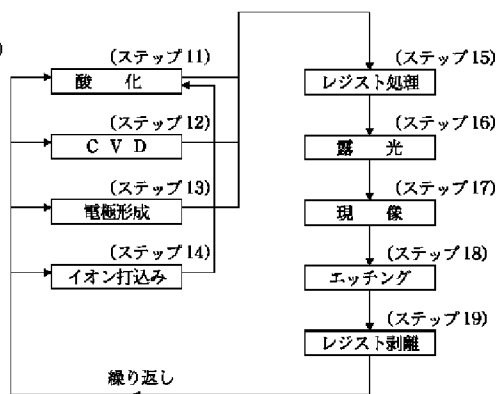 (ステップ11)
酸 化
(ステップ12)
C V D
(ステップ13)
電極形成
(ステップ14)
イオン打込み
(ステップ15)
レジスト処理
(ステップ16)
露 光
(ステップ17)
現 像
(ステップ18)
エッチング
(ステップ19)
レジスト剥離
繰り返し